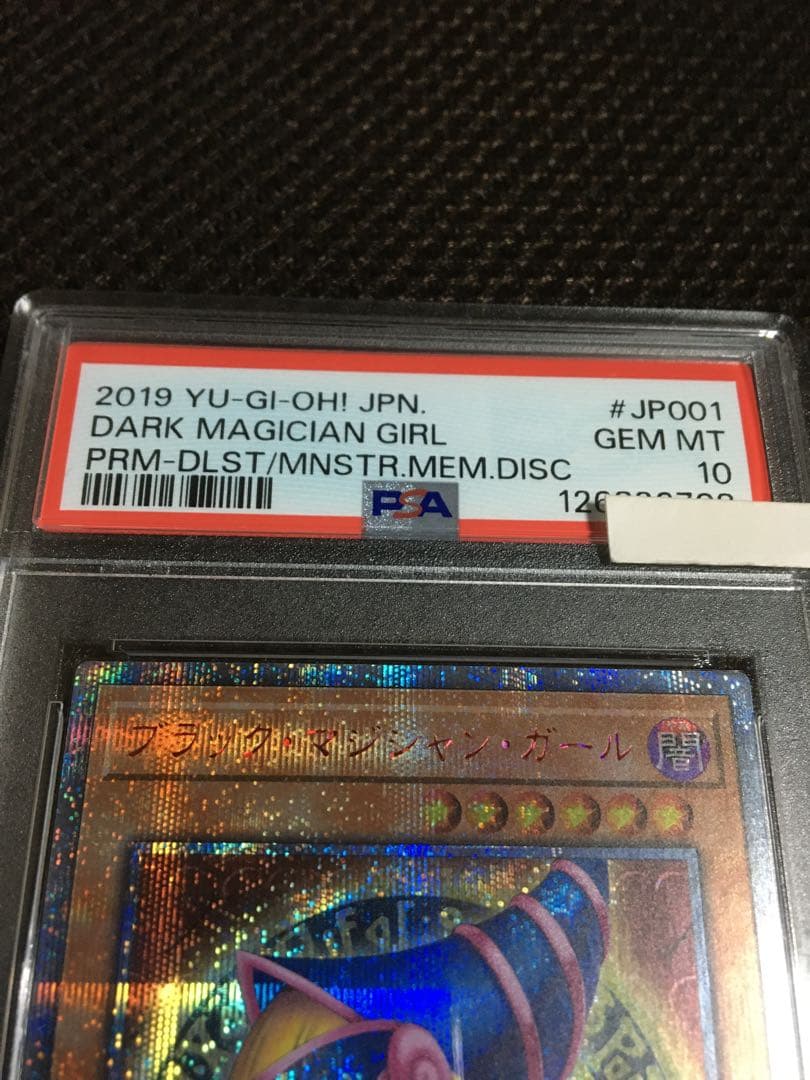 2019 YU-GI-OH! JPN. #JP001
DARK MAGICIAN GIRL GEM MT
PRM-DLST/MNSTR.MEM.DISC 10
PSA
ブラック・マジシャン・ガール 闇